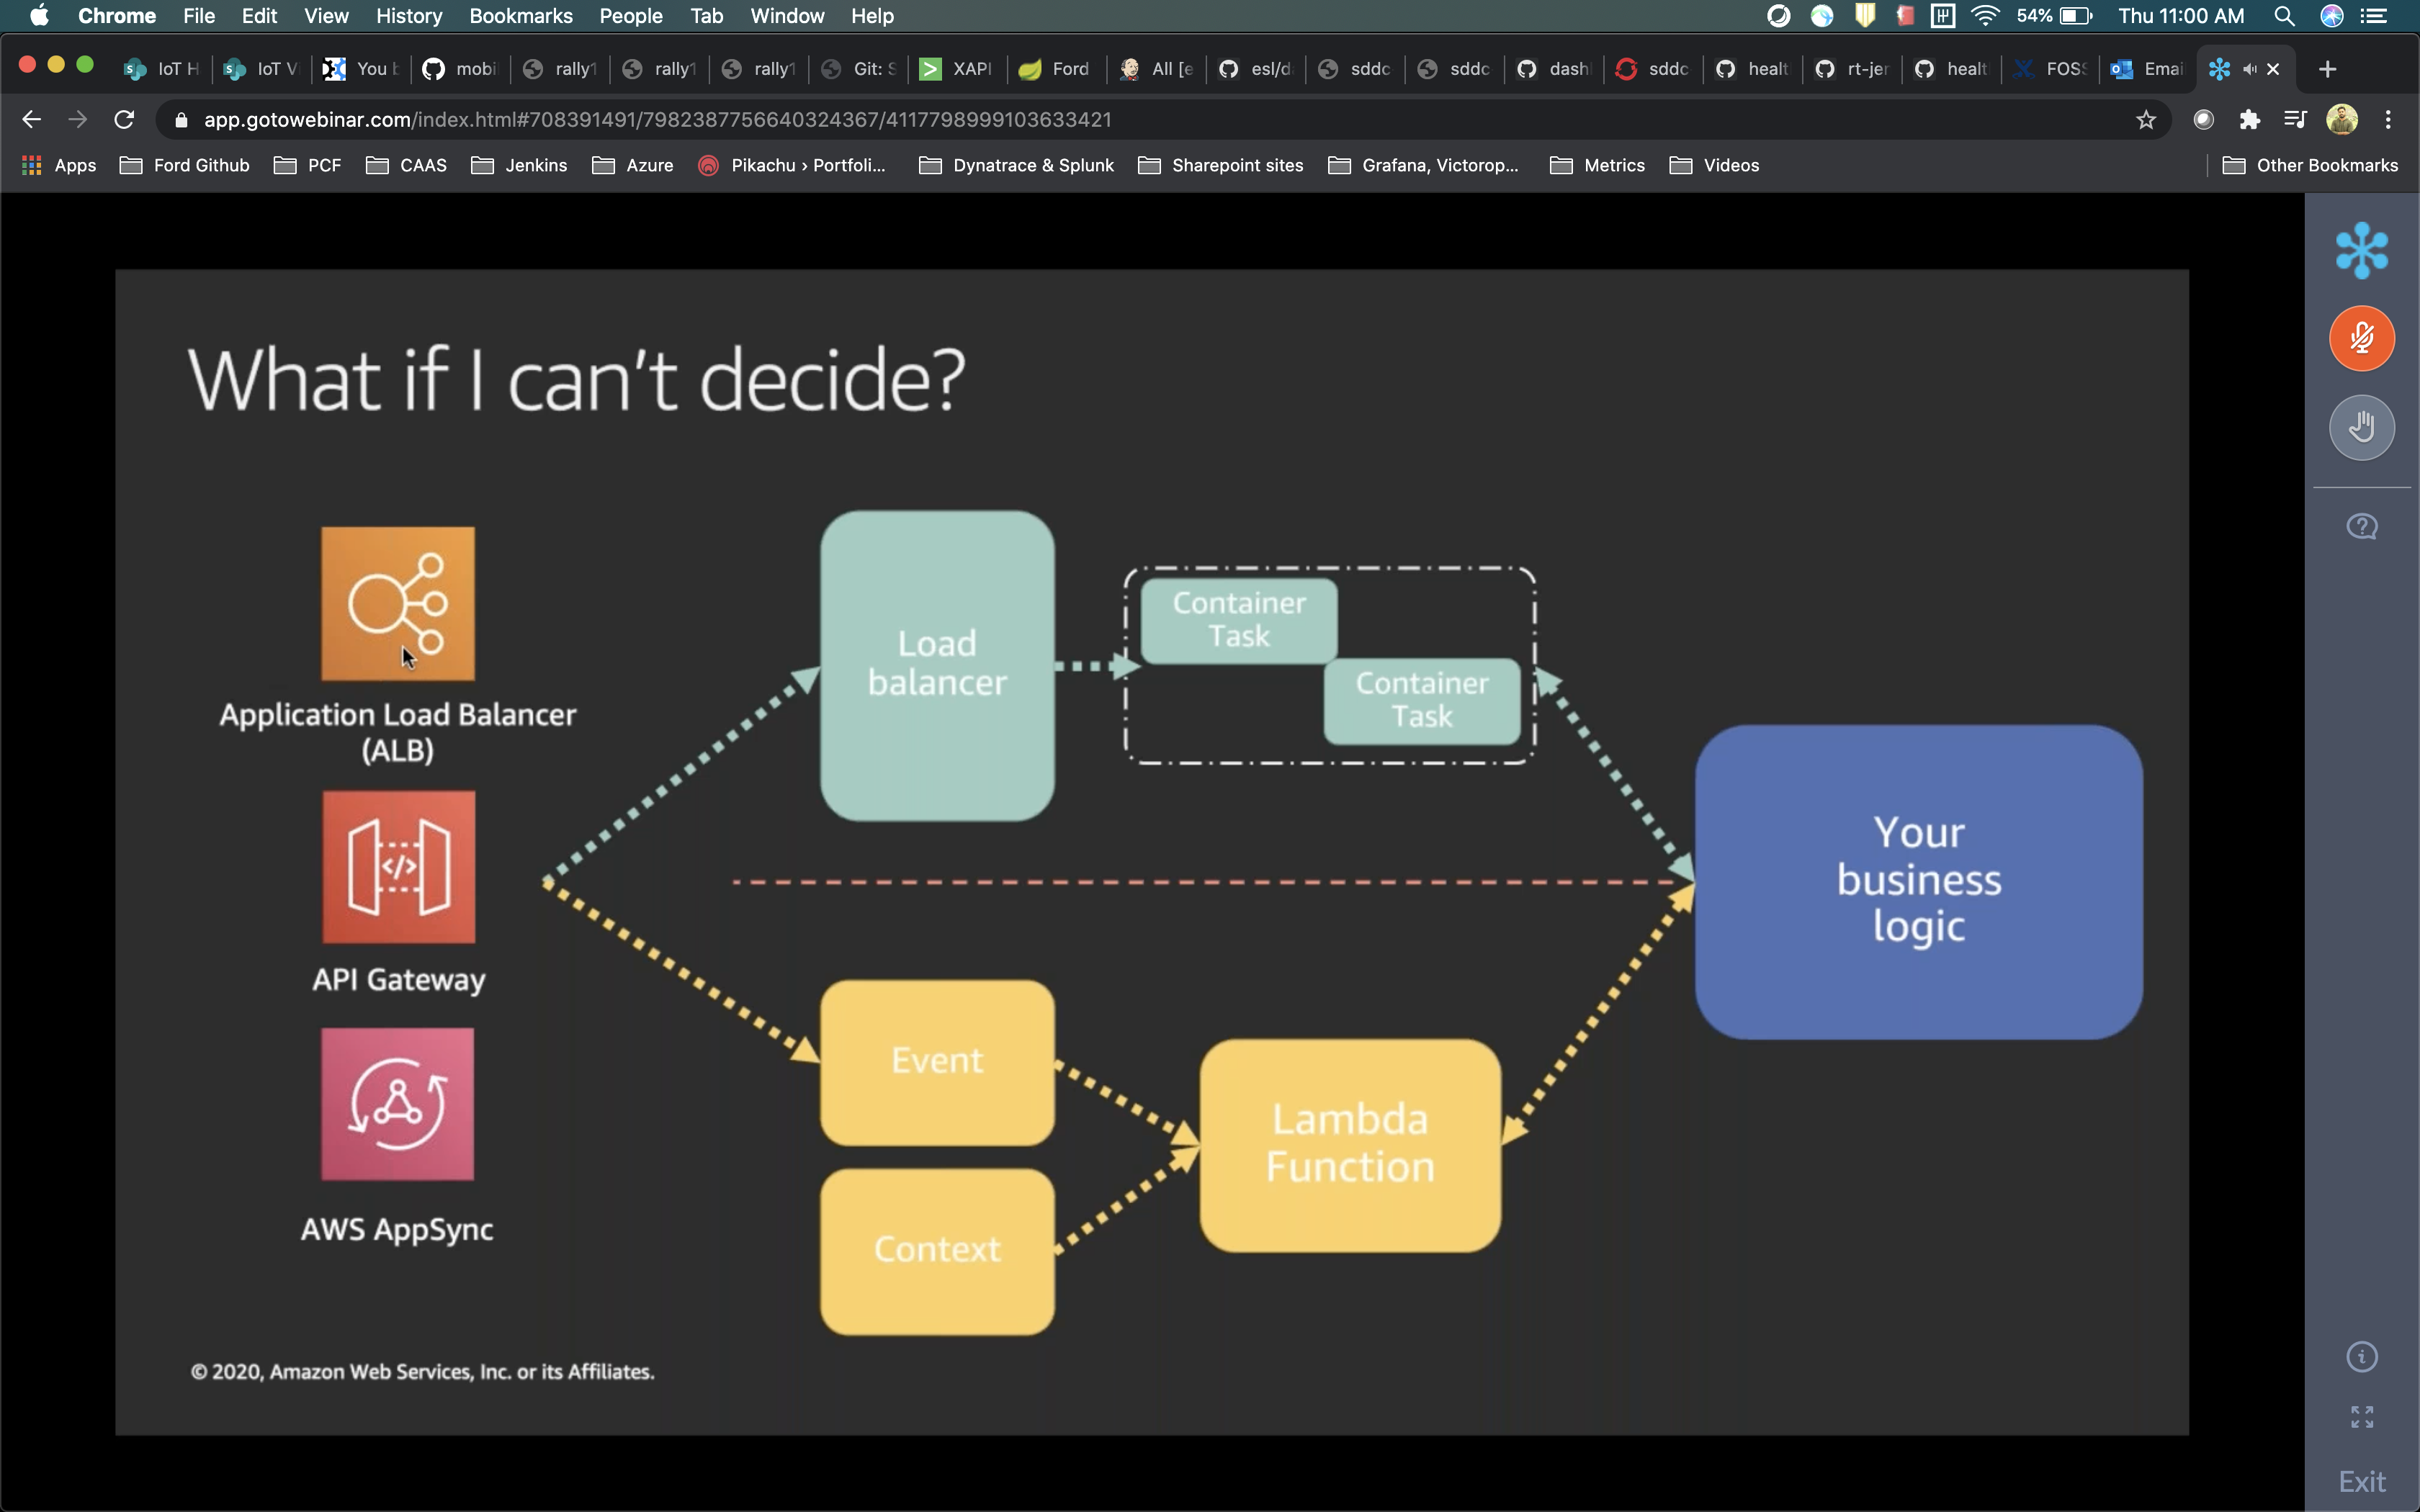 Chrome File Edit View History Bookmarks People Tab Window Help 54% Thu 11:00 AM
IoT H IoT V You b mobi rally1 rally1 rally1 Git: S XAPI Ford All [e esl/d sddc sddc dash sddc healt rt-jer healt FOSS Emai
app.gotowebinar.com/index.html#708391491/7982387756640324367/4117798999103633421
Apps Ford Github PCF CAAS Jenkins Azure Pikachu › Portfoli... Dynatrace & Splunk Sharepoint sites Grafana, Victorop... Metrics Videos Other Bookmarks
What if I can't decide?
Application Load Balancer
(ALB)
API Gateway
AWS AppSync
Load
balancer
Container
Task
Container
Task
Event
Context
Lambda
Function
Your
business
logic
© 2020, Amazon Web Services, Inc. or its Affiliates.
Exit